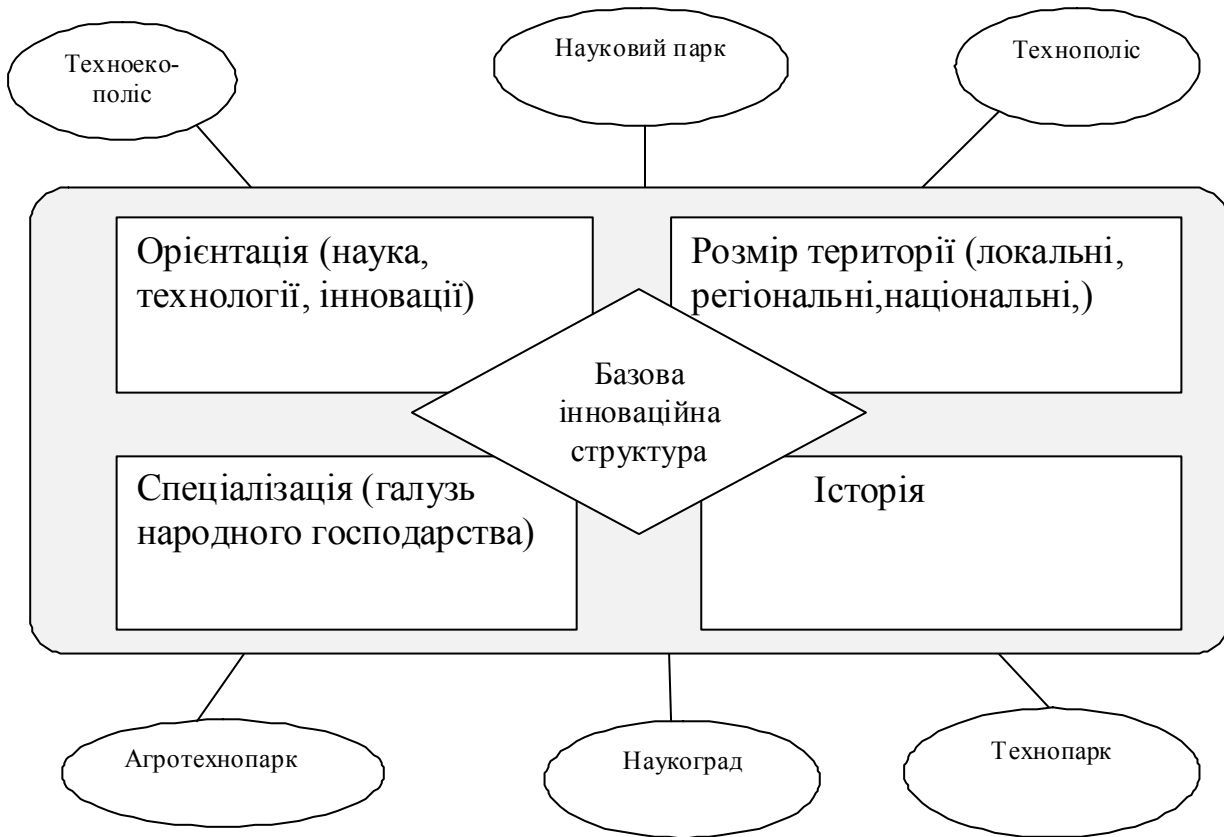 Техноеко-
поліс
Науковий парк
Технополіс
Орієнтація (наука,
технології, інновації)
Розмір території (локальні,
регіональні,національні,)
Базова
інноваційна
структура
Спеціалізація (галузь
народного господарства)
Історія
Агротехнопарк
Наукоград
Технопарк